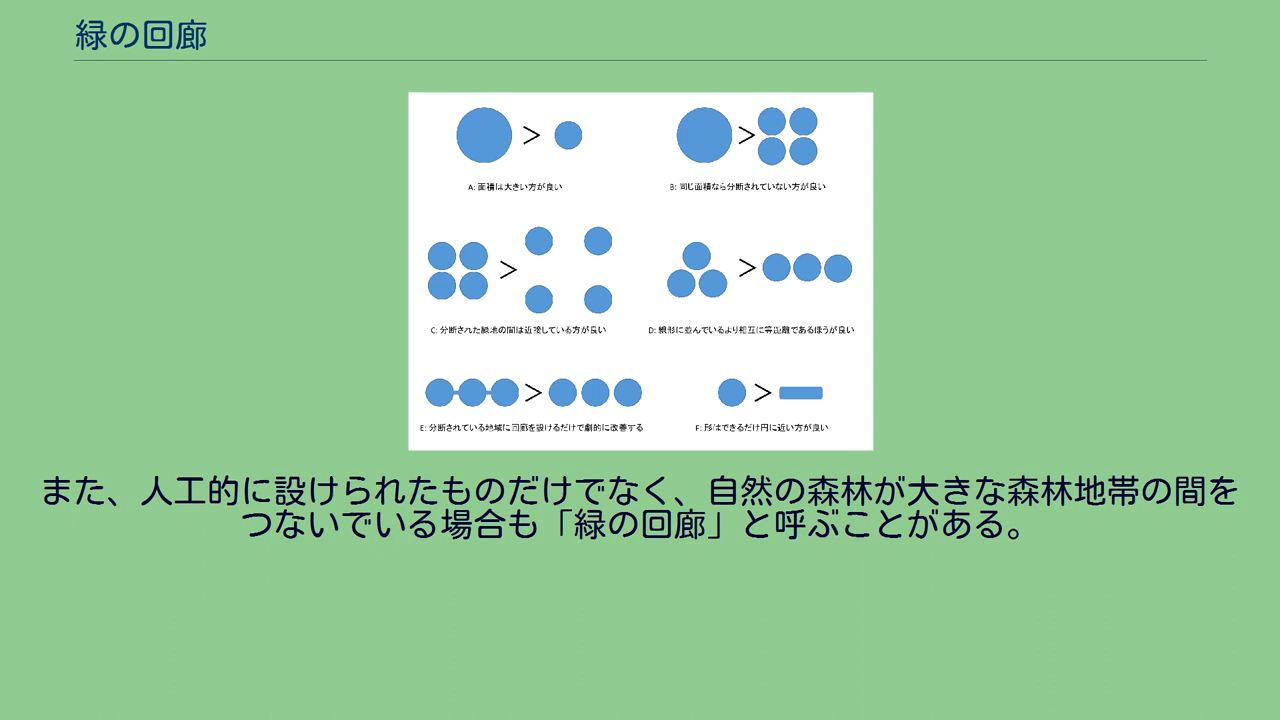 緑の回廊
A: 面積は大きい方が良い
B: 同じ面積なら分断されていない方が良い
C: 分断された緑地の間は近接している方が良い
D: 線形に並んでいるより相互に等距離であるほうが良い
E: 分断されている地域に回廊を設けるだけで劇的に改善する
F: 形はできるだけ円に近い方が良い
また、人工的に設けられたものだけでなく、自然の森林が大きな森林地帯の間を
つないでいる場合も「緑の回廊」と呼ぶことがある。